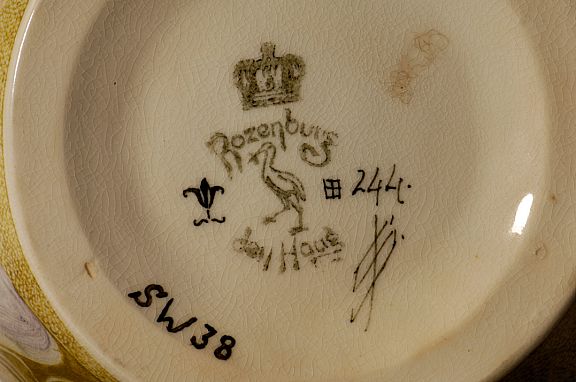 Rozenburg
244.
den Haag
SW38